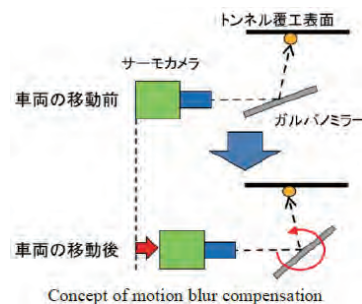 トンネル覆工表面
サーモカメラ
車両の移動前
ガルバノミラー
車両の移動後
Concept of motion blur compensation